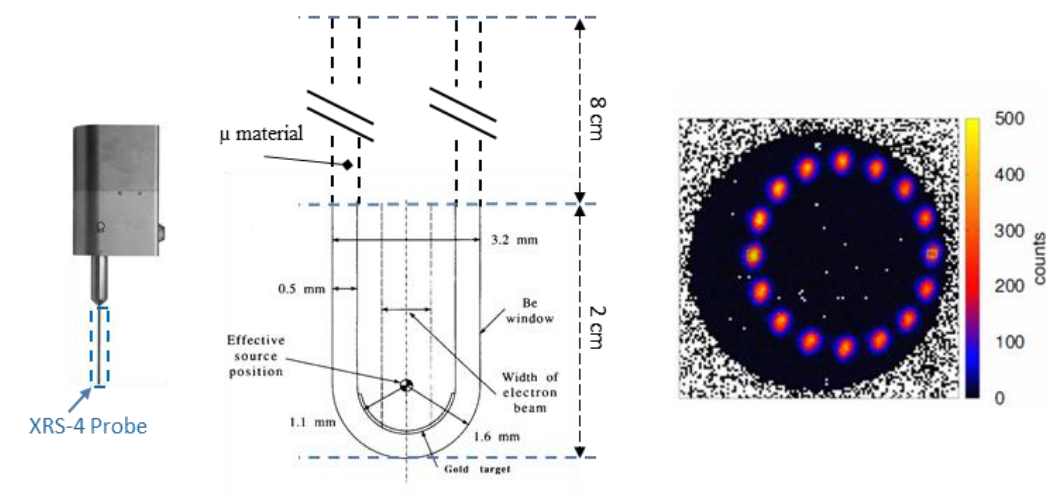 XRS-4 Probe
μ material
8 cm
3.2 mm
0.5 mm
Be
window
2 cm
Effective
source
position
Width of
electron
beam
1.1 mm
1.6 mm
Gold target
500
400
300
200
100
0
counts